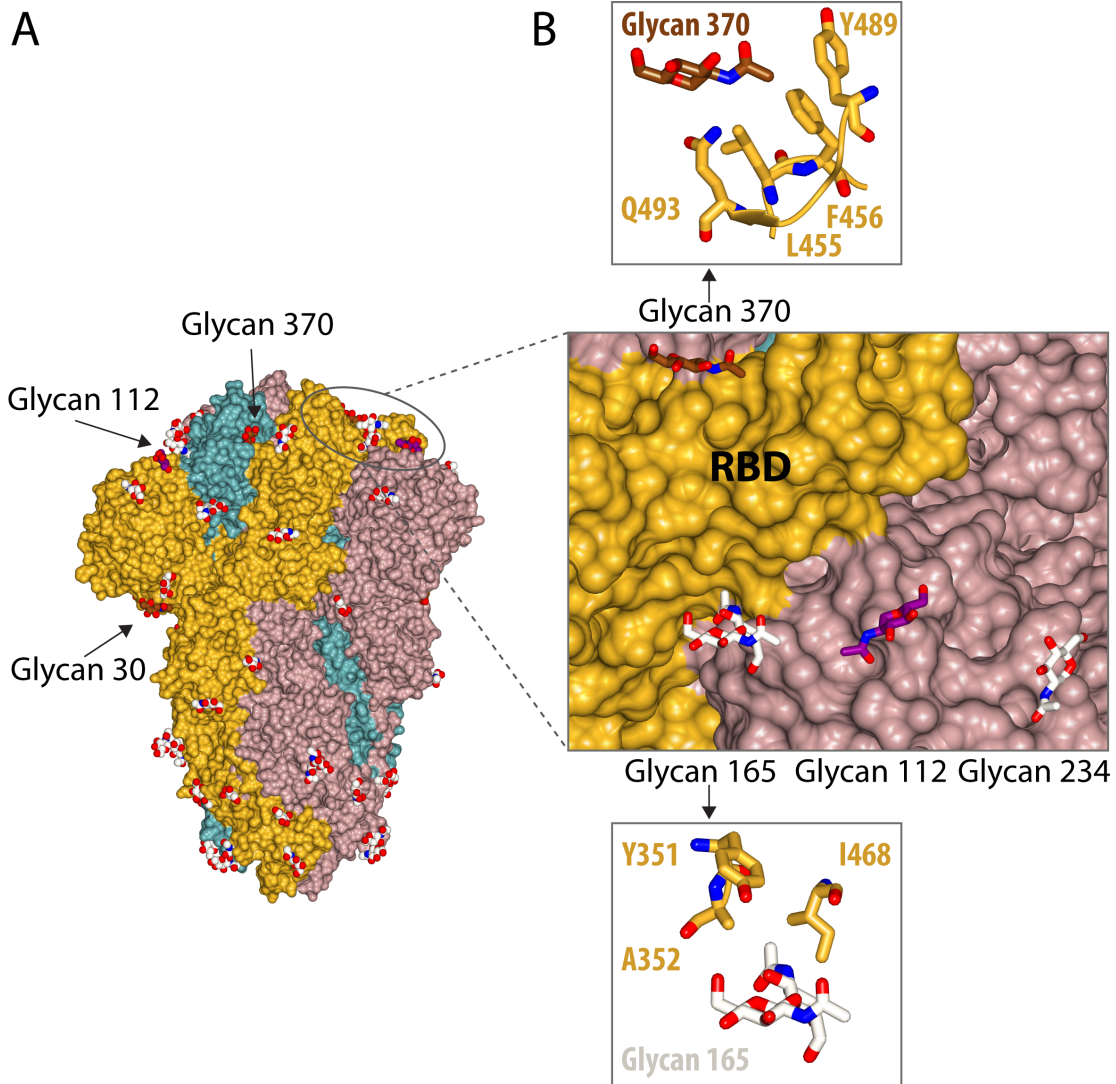 A
B
Glycan 370
Y489
Q493
F456
L455
Glycan 370
Glycan 370
Glycan 112
Glycan 30
RBD
Glycan 165
Glycan 112
Glycan 234
Y351
I468
A352
Glycan 165